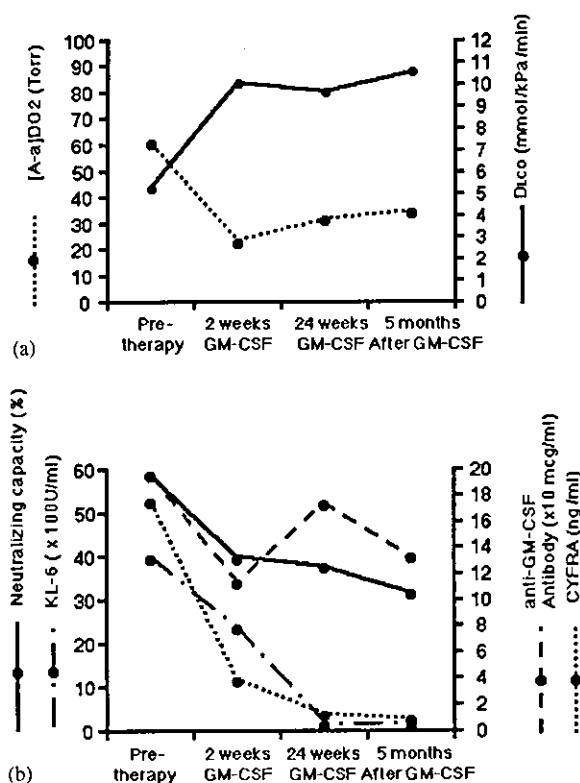 [A-a]DO2 (Torr)
100
90
80
70
60
50
40
30
20
10
0
12
11
10
9
8
7
6
5
4
3
2
1
0
DLCO (mmol/kPa/min)
Pre-
therapy
2 weeks
GM-CSF
24 weeks
GM-CSF
5 months
After GM-CSF
(a)
Neutralizing capacity (%)
KL-6 (x100U/ml)
60
50
40
30
20
10
0
20
18
16
14
12
10
8
6
4
2
0
anti-GM-CSF
Antibody (x10 mcg/ml)
CYFRA (ng/ml)
Pre-
therapy
2 weeks
GM-CSF
24 weeks
GM-CSF
5 months
After GM-CSF
(b)